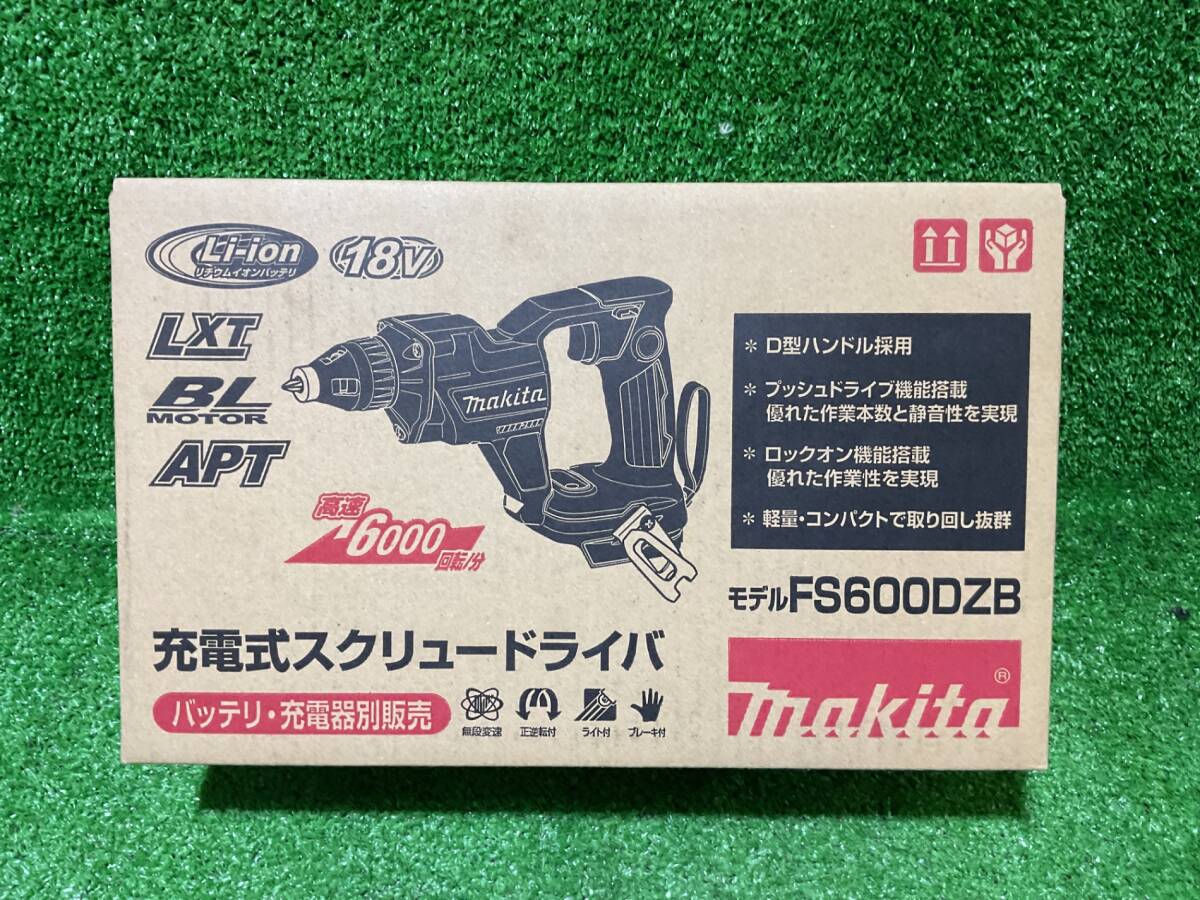 Li-ion
リチウムイオンバッテリ
18V
LXT
BL
MOTOR
APT
makita
高速
6000
回転/分
* D型ハンドル採用
* プッシュドライブ機能搭載
優れた作業本数と静音性を実現
* ロックオン機能搭載
優れた作業性を実現
* 軽量・コンパクトで取り回し抜群
モデルFS600DZB
充電式スクリュードライバ
バッテリ・充電器別販売
無段変速
正逆転付
ライト付
ブレーキ付
makita®